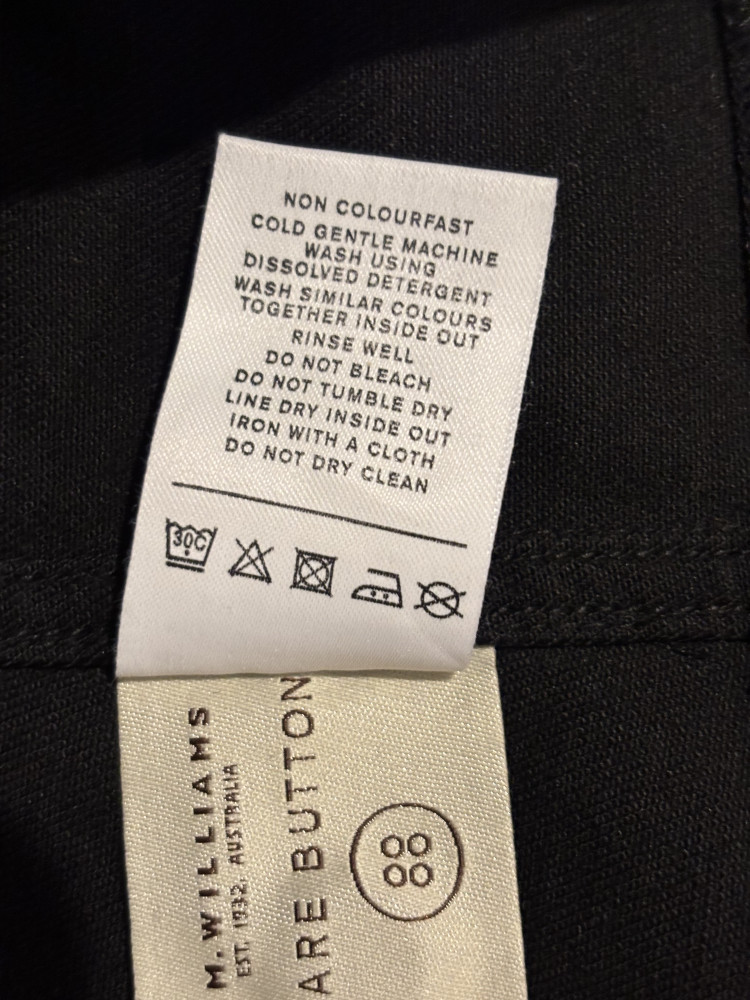 NON COLOURFAST
COLD GENTLE MACHINE
WASH USING
DISSOLVED DETERGENT
WASH SIMILAR COLOURS
TOGETHER INSIDE OUT
RINSE WELL
DO NOT BLEACH
DO NOT TUMBLE DRY
LINE DRY INSIDE OUT
IRON WITH A CLOTH
DO NOT DRY CLEAN
30C
M. WILLIAMS
EST. 1932, AUSTRALIA
ARE BUTTON